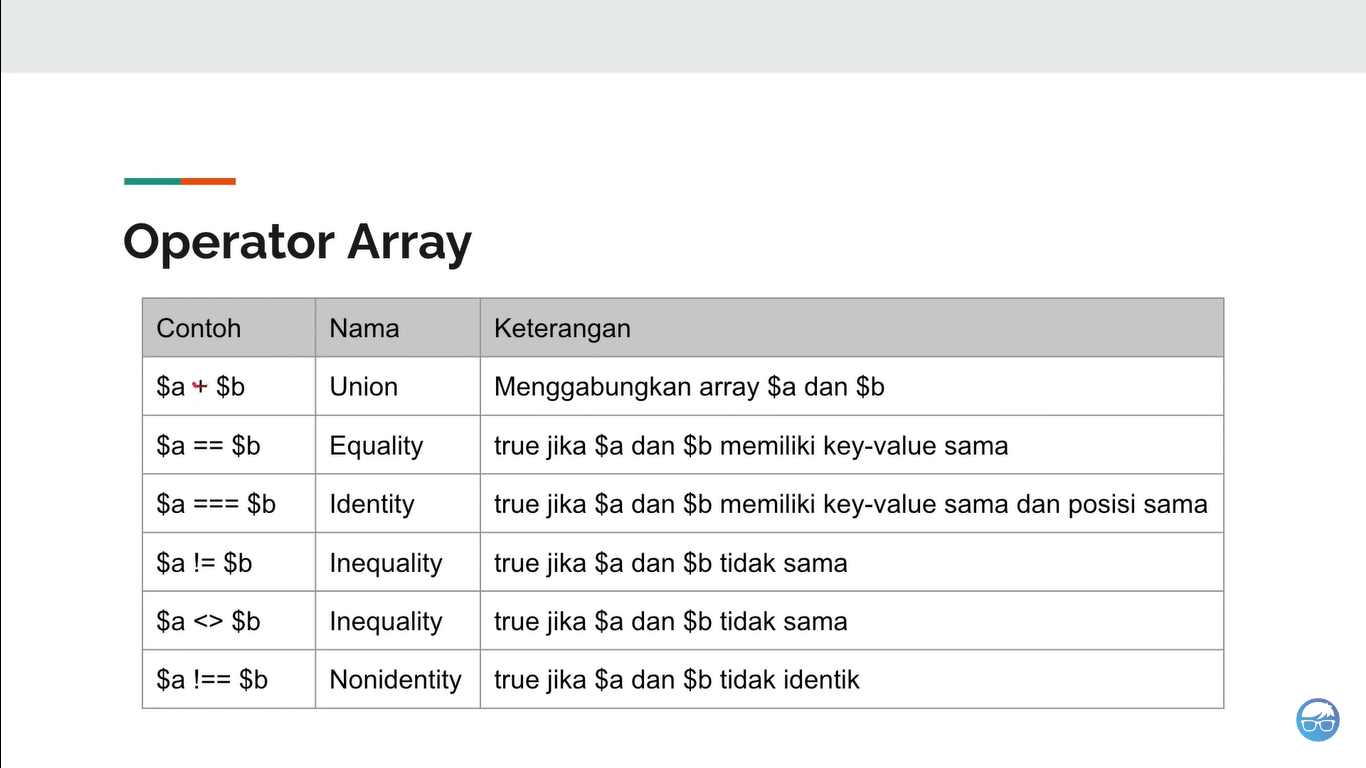 Operator Array
Contoh Nama Keterangan
$a + $b Union Menggabungkan array $a dan $b
$a == $b Equality true jika $a dan $b memiliki key-value sama
$a === $b Identity true jika $a dan $b memiliki key-value sama dan posisi sama
$a != $b Inequality true jika $a dan $b tidak sama
$a <> $b Inequality true jika $a dan $b tidak sama
$a !== $b Nonidentity true jika $a dan $b tidak identik